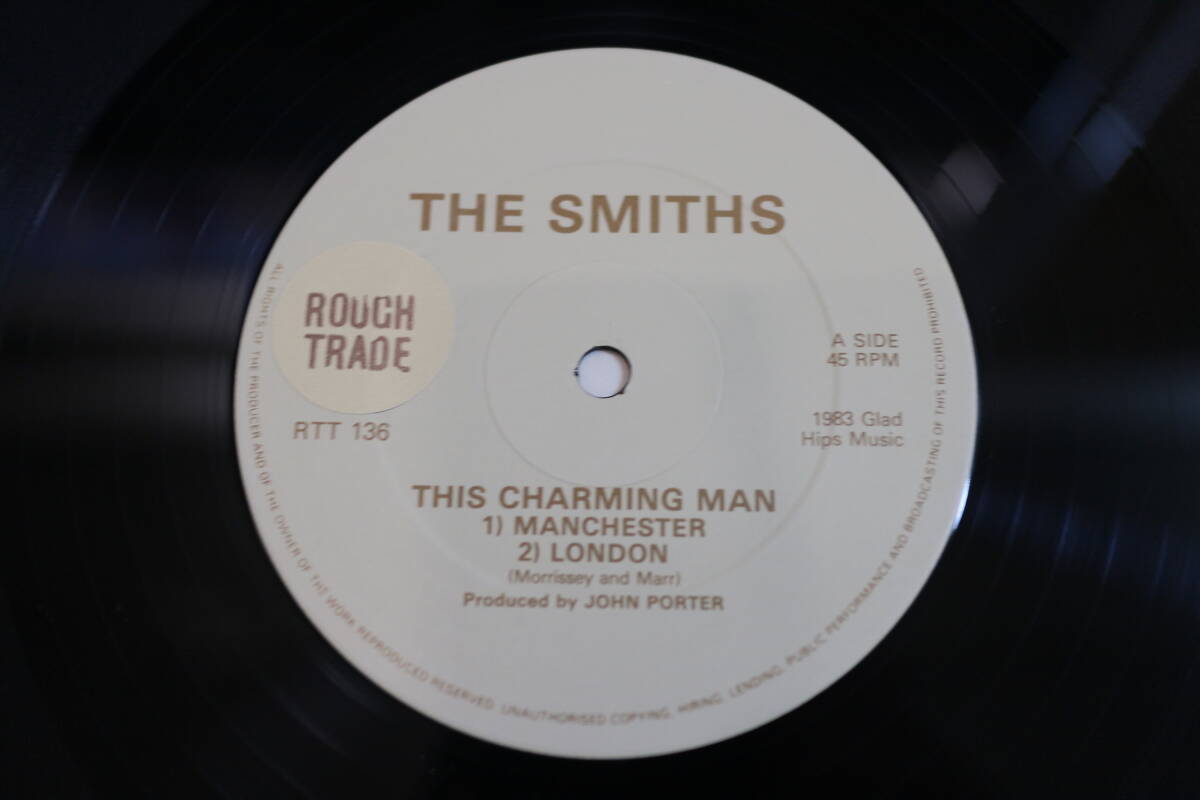 THE SMITHS
ROUGH
TRADE
RTT 136
A SIDE
45 RPM
1983 Glad
Hips Music
THIS CHARMING MAN
1) MANCHESTER
2) LONDON
(Morrissey and Marr)
Produced by JOHN PORTER
ALL RIGHTS OF THE PRODUCER AND OF THE OWNER OF THE WORK REPRODUCED RESERVED. UNAUTHORISED COPYING, HIRING, LENDING, PUBLIC PERFORMANCE AND BROADCASTING OF THIS RECORD PROHIBITED